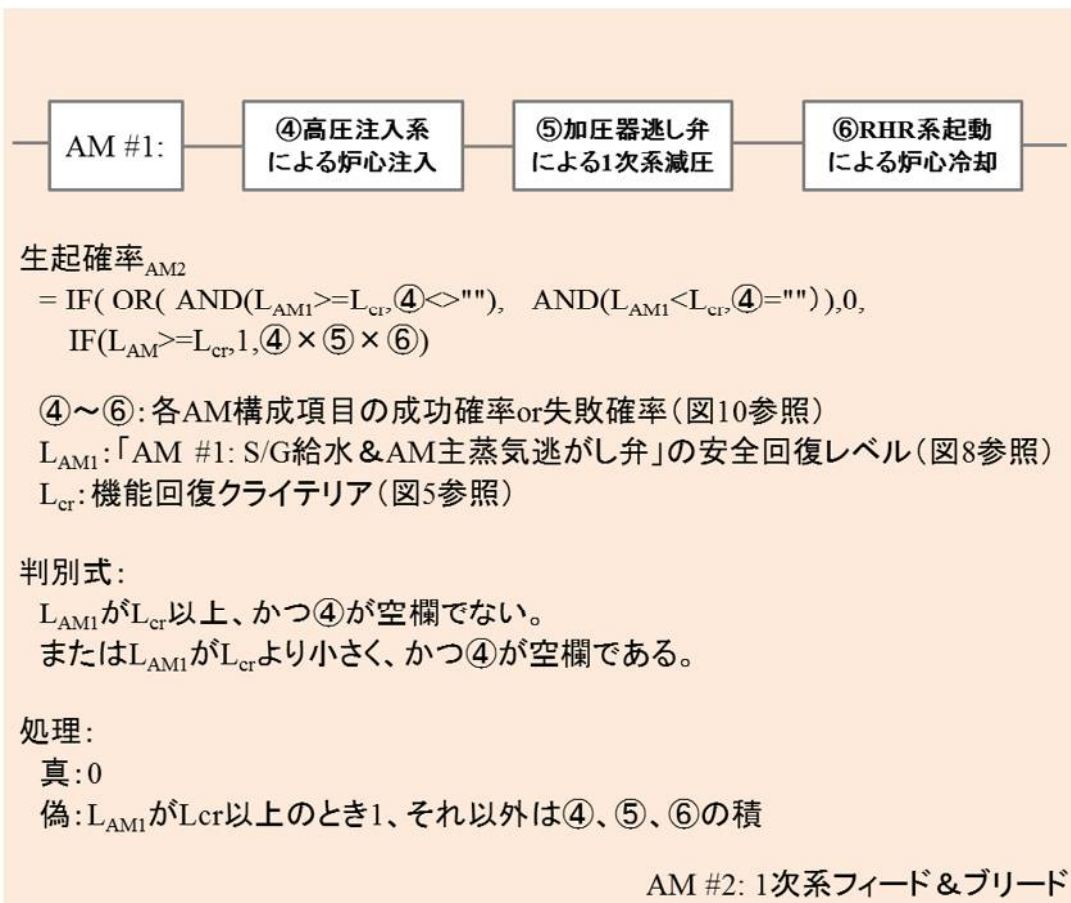 AM #1:
④高圧注入系
による炉心注入
⑤加圧器逃し弁
による1次系減圧
⑥RHR系起動
による炉心冷却
生起確率AM2
= IF( OR( AND(LAM1>=Lcr,④<>""), AND(LAM1<Lcr,④="")),0,
IF(LAM>=Lcr,1,④×⑤×⑥)
④～⑥:各AM構成項目の成功確率or失敗確率(図10参照)
LAM1:「AM #1: S/G給水&AM主蒸気逃がし弁」の安全回復レベル(図8参照)
Lcr:機能回復クライテリア(図5参照)
判別式:
LAM1がLcr以上、かつ④が空欄でない。
またはLAM1がLcrより小さく、かつ④が空欄である。
処理:
真:0
偽:LAM1がLcr以上のとき1、それ以外は④、⑤、⑥の積
AM #2: 1次系フィード&ブリード